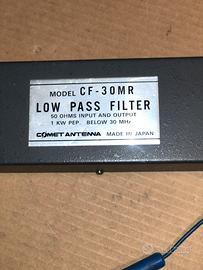 MODEL CF-30MR
LOW PASS FILTER
50 OHMS INPUT AND OUTPUT
1 KW PEP. BELOW 30 MHz
COMET ANTENNA MADE IN JAPAN